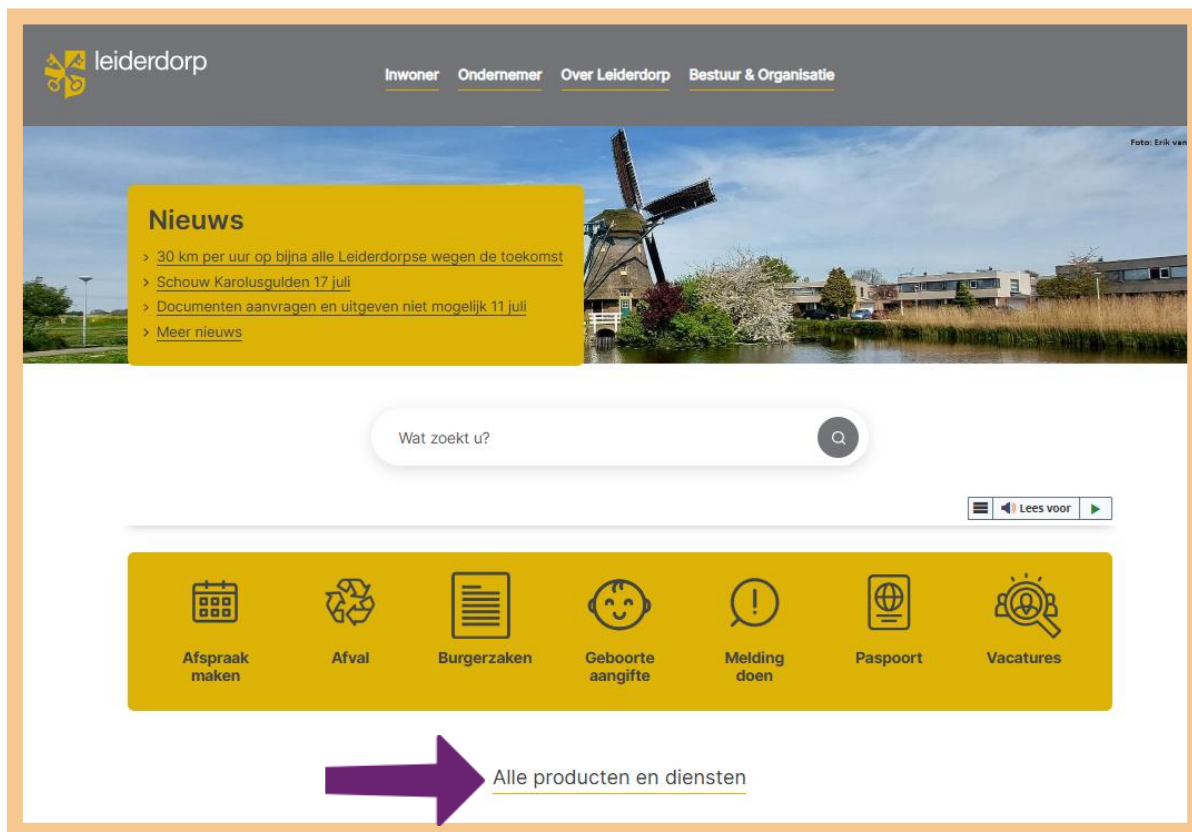 leiderdorp
Inwoner Ondernemer Over Leiderdorp Bestuur & Organisatie
Foto: Erik van
Nieuws
> 30 km per uur op bijna alle Leiderdorpse wegen de toekomst
> Schouw Karolusgulden 17 juli
> Documenten aanvragen en uitgeven niet mogelijk 11 juli
> Meer nieuws
Wat zoekt u?
Lees voor
Afspraak maken
Afval
Burgerzaken
Geboorte aangifte
Melding doen
Paspoort
Vacatures
Alle producten en diensten